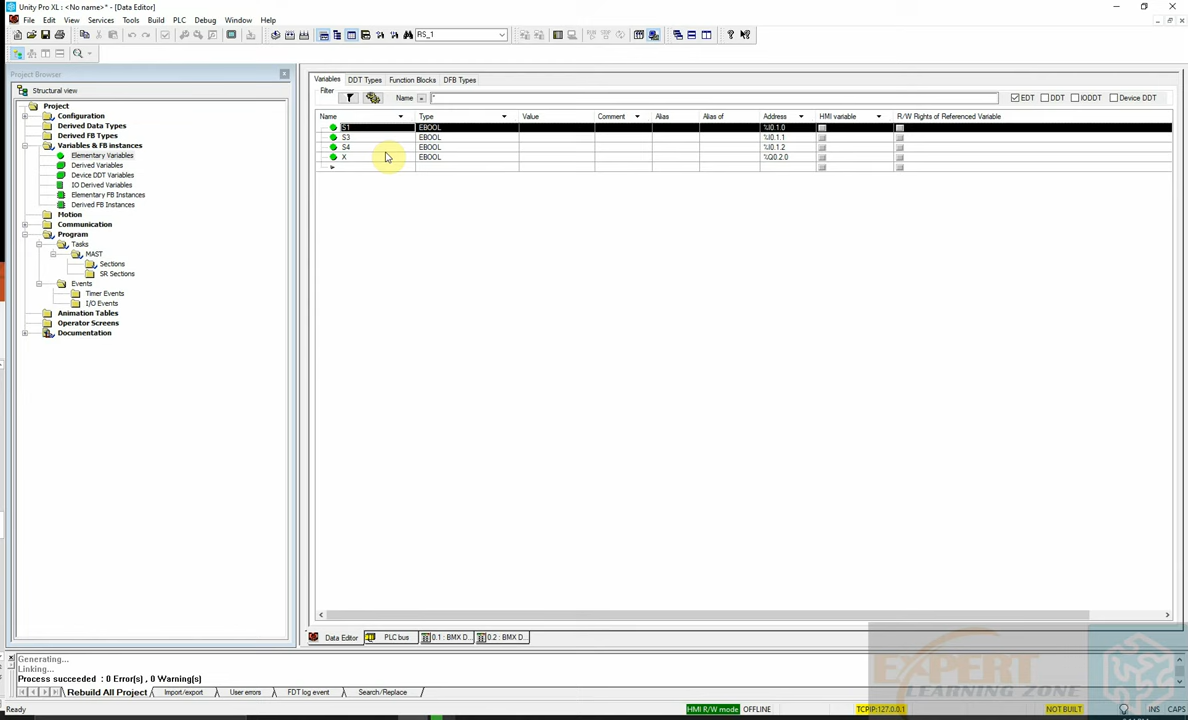 Unity Pro XL : <No name>* - [Data Editor]
File Edit View Services Tools Build PLC Debug Window Help
RS_1
Project Browser
Structural view
Project
Configuration
Derived Data Types
Derived FB Types
Variables & FB instances
Elementary Variables
Derived Variables
Device DDT Variables
IO Derived Variables
Elementary FB Instances
Derived FB Instances
Motion
Communication
Program
Tasks
MAST
Sections
SR Sections
Events
Timer Events
I/O Events
Animation Tables
Operator Screens
Documentation
Variables DDT Types Function Blocks DFB Types
Filter
Name * EDT DDT IODDT Device DDT
Name Type Value Comment Alias Alias of Address HMI variable R/W Rights of Referenced Variable
S1 EBOOL %I0.1.0
S3 EBOOL %I0.1.1
S4 EBOOL %I0.1.2
X EBOOL %Q0.2.0
Data Editor PLC bus 0.1 : BMX D... 0.2 : BMX D...
Generating...
Linking...
Process succeeded : 0 Error(s) , 0 Warning(s)
Rebuild All Project Import/export User errors FDT log event Search/Replace
Ready HMI R/W mode OFFLINE TCPIP:127.0.0.1 NOT BUILT INS CAPS
EXPERT
LEARNING ZONE